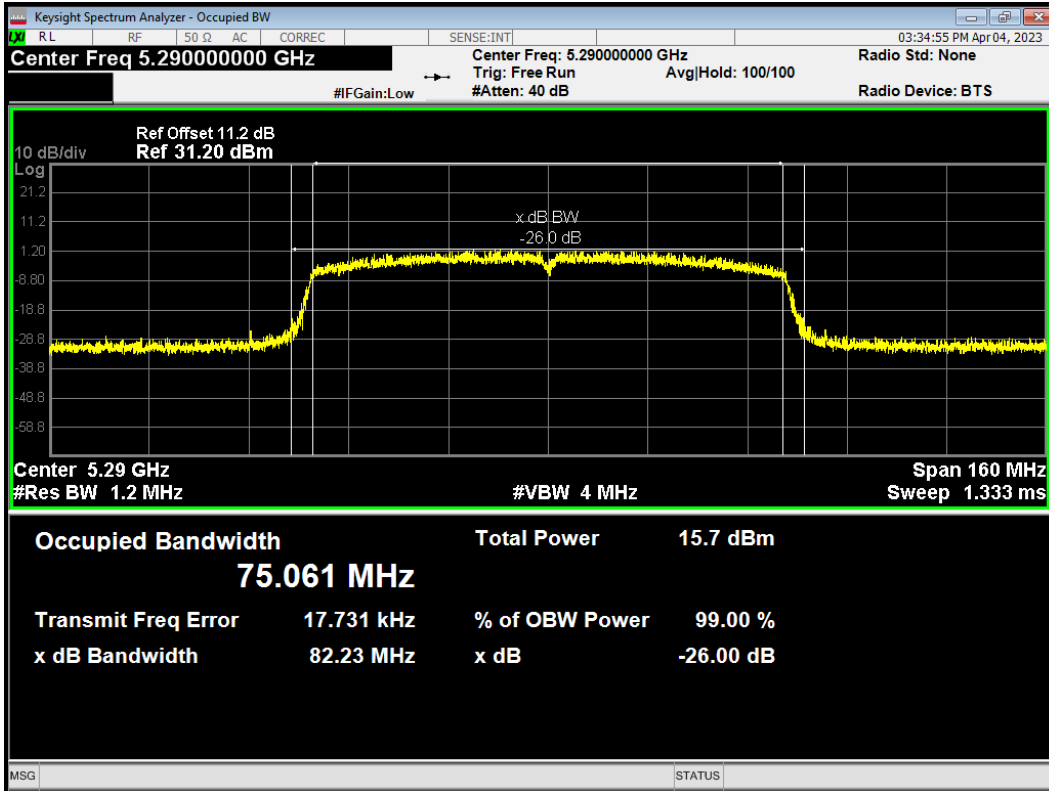 Keysight Spectrum Analyzer - Occupied BW
LXI RL RF 50 Ω AC CORREC SENSE:INT 03:34:55 PM Apr 04, 2023
Center Freq 5.290000000 GHz
Center Freq: 5.290000000 GHz Radio Std: None
Trig: Free Run Avg|Hold: 100/100
#IFGain:Low #Atten: 40 dB Radio Device: BTS
Ref Offset 11.2 dB
10 dB/div Ref 31.20 dBm
Log
21.2
11.2
x dB BW
-26.0 dB
1.20
-8.80
-18.8
-28.8
-38.8
-48.8
-58.8
Center 5.29 GHz Span 160 MHz
#Res BW 1.2 MHz #VBW 4 MHz Sweep 1.333 ms
Occupied Bandwidth Total Power 15.7 dBm
75.061 MHz
Transmit Freq Error 17.731 kHz % of OBW Power 99.00 %
x dB Bandwidth 82.23 MHz x dB -26.00 dB
MSG STATUS